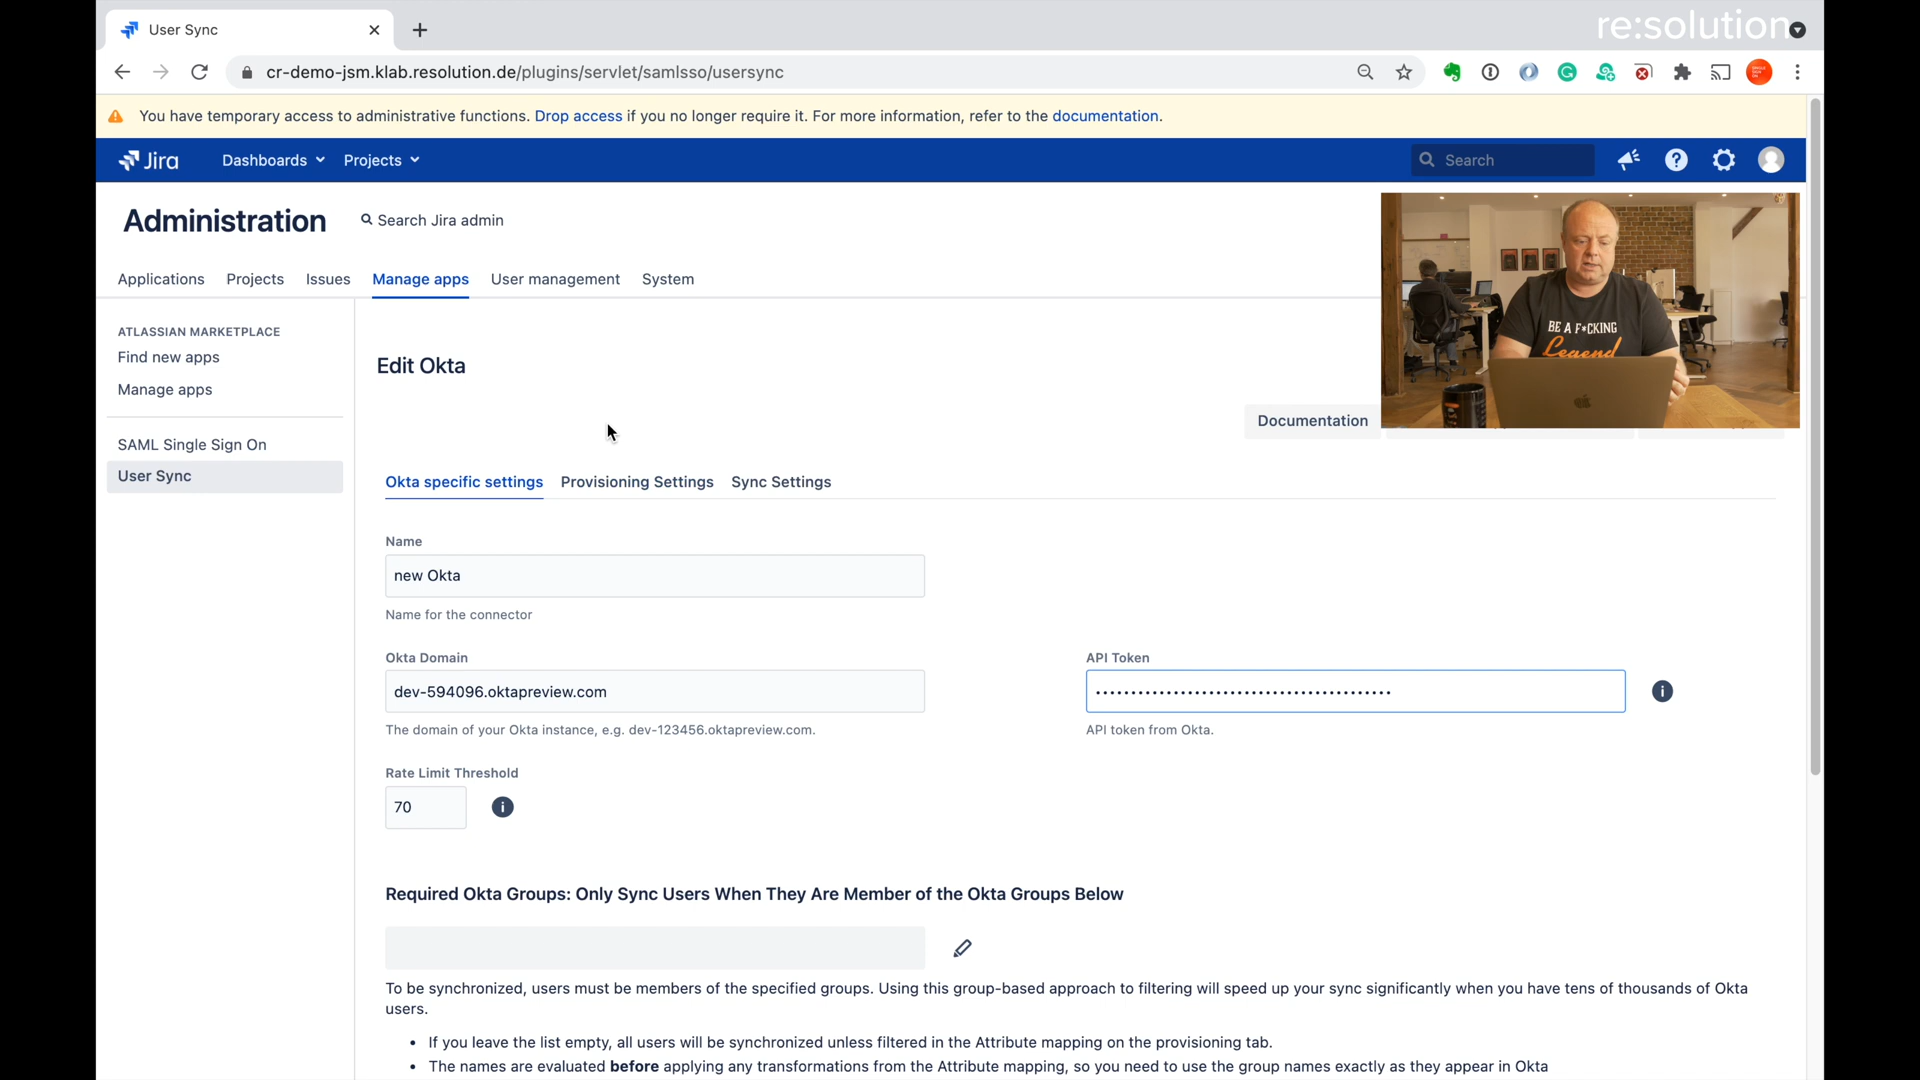 User Sync
re:solution
cr-demo-jsm.klab.resolution.de/plugins/servlet/samlsso/usersync
You have temporary access to administrative functions. Drop access if you no longer require it. For more information, refer to the documentation.
Jira Dashboards Projects Search
Administration Search Jira admin
Applications Projects Issues Manage apps User management System
BE A F*CKING
Legend
ATLASSIAN MARKETPLACE
Find new apps
Manage apps
SAML Single Sign On
User Sync
Edit Okta
Documentation
Okta specific settings Provisioning Settings Sync Settings
Name
new Okta
Name for the connector
Okta Domain
dev-594096.oktapreview.com
The domain of your Okta instance, e.g. dev-123456.oktapreview.com.
API Token
••••••••••••••••••••••••••••••••••••••••••
API token from Okta.
Rate Limit Threshold
70
Required Okta Groups: Only Sync Users When They Are Member of the Okta Groups Below
To be synchronized, users must be members of the specified groups. Using this group-based approach to filtering will speed up your sync significantly when you have tens of thousands of Okta
users.
• If you leave the list empty, all users will be synchronized unless filtered in the Attribute mapping on the provisioning tab.
• The names are evaluated before applying any transformations from the Attribute mapping, so you need to use the group names exactly as they appear in Okta